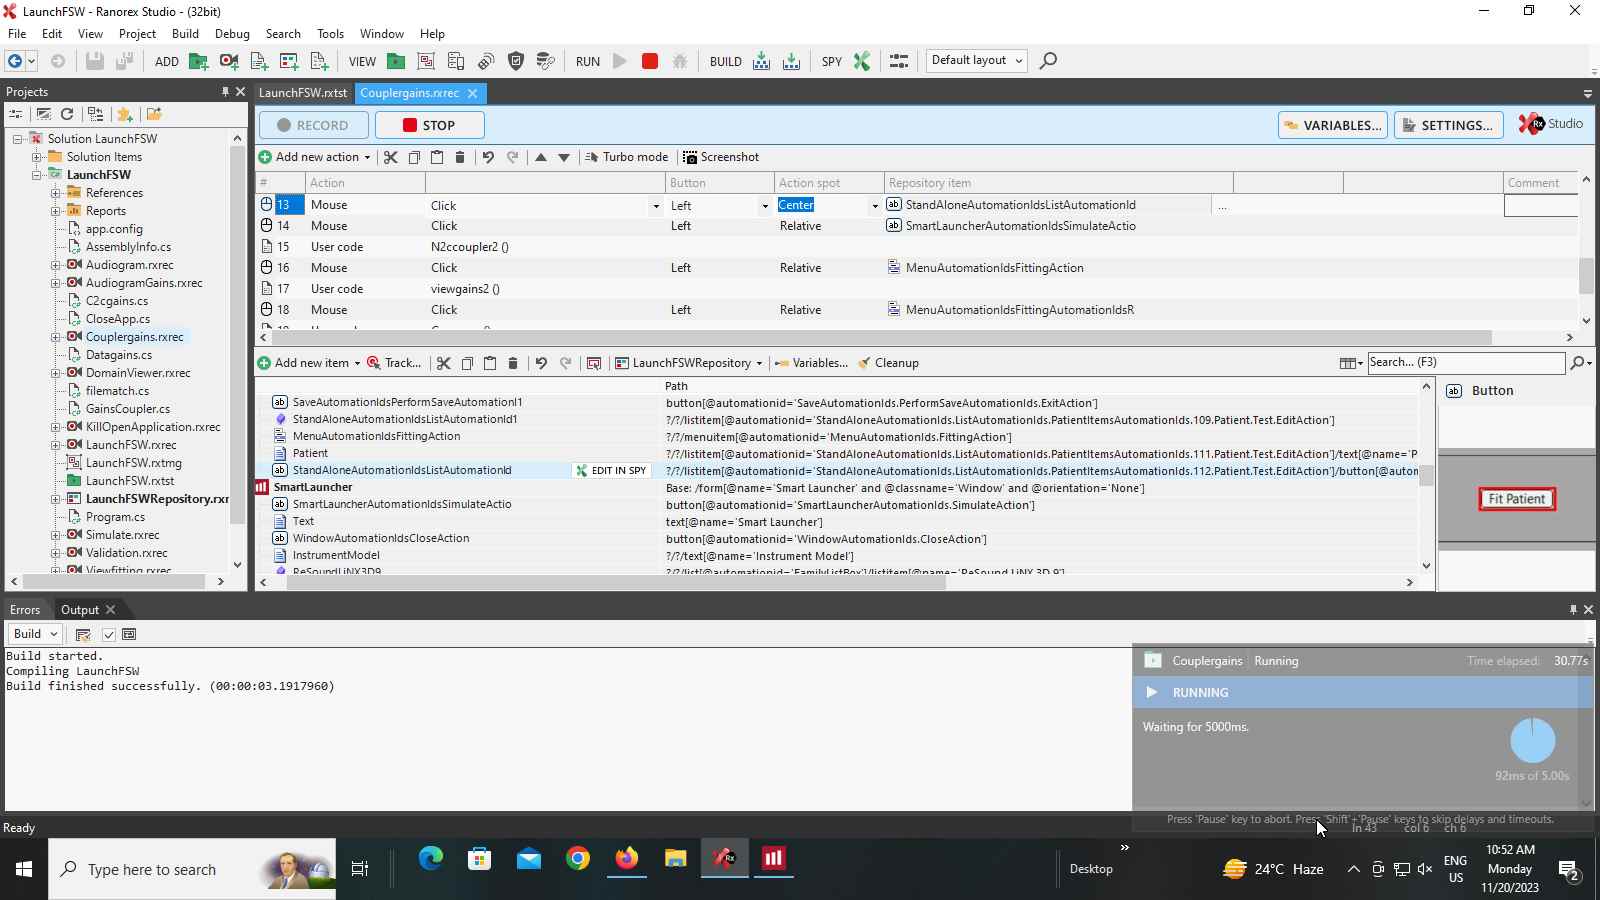 LaunchFSW - Ranorex Studio - (32bit)
File Edit View Project Build Debug Search Tools Window Help
ADD VIEW RUN BUILD SPY Default layout
Projects
LaunchFSW.rxtst Couplergains.rxrec
RECORD STOP VARIABLES... SETTINGS... Rx Studio
Add new action Turbo mode Screenshot
# Action Button Action spot Repository item Comment
13 Mouse Click Left Center StandAloneAutomationIdsListAutomationId ...
14 Mouse Click Left Relative SmartLauncherAutomationIdsSimulateActio
15 User code N2ccoupler2 ()
16 Mouse Click Left Relative MenuAutomationIdsFittingAction
17 User code viewgains2 ()
18 Mouse Click Left Relative MenuAutomationIdsFittingAutomationIdsR
Solution LaunchFSW
Solution Items
LaunchFSW
References
Reports
app.config
AssemblyInfo.cs
Audiogram.rxrec
AudiogramGains.rxrec
C2cgains.cs
CloseApp.cs
Couplergains.rxrec
Datagains.cs
DomainViewer.rxrec
filematch.cs
GainsCoupler.cs
KillOpenApplication.rxrec
LaunchFSW.rxrec
LaunchFSW.rxtmg
LaunchFSW.rxtst
LaunchFSWRepository.rxr
Program.cs
Simulate.rxrec
Validation.rxrec
Viewfitting.rxrec
Add new item Track... LaunchFSWRepository Variables... Cleanup Search... (F3)
Path
SaveAutomationIdsPerformSaveAutomationI1 button[@automationid='SaveAutomationIds.PerformSaveAutomationIds.ExitAction']
StandAloneAutomationIdsListAutomationId1 ?/?/listitem[@automationid='StandAloneAutomationIds.ListAutomationIds.PatientItemsAutomationIds.109.Patient.Test.EditAction']
MenuAutomationIdsFittingAction ?/?/menuitem[@automationid='MenuAutomationIds.FittingAction']
Patient ?/?/listitem[@automationid='StandAloneAutomationIds.ListAutomationIds.PatientItemsAutomationIds.111.Patient.Test.EditAction']/text[@name='P
StandAloneAutomationIdsListAutomationId EDIT IN SPY ?/?/listitem[@automationid='StandAloneAutomationIds.ListAutomationIds.PatientItemsAutomationIds.112.Patient.Test.EditAction']/button[@autom
SmartLauncher Base: /form[@name='Smart Launcher' and @classname='Window' and @orientation='None']
SmartLauncherAutomationIdsSimulateActio button[@automationid='SmartLauncherAutomationIds.SimulateAction']
Text text[@name='Smart Launcher']
WindowAutomationIdsCloseAction button[@automationid='WindowAutomationIds.CloseAction']
InstrumentModel ?/?/text[@name='Instrument Model']
ReSoundLiNX3D9 ?/?/list[@automationid='FamilyListBox']/listitem[@name='ReSound LiNX 3D 9']
ab Button
Fit Patient
Errors Output
Build
Build started.
Compiling LaunchFSW
Build finished successfully. (00:00:03.1917960)
Couplergains Running Time elapsed: 30.77s
RUNNING
Waiting for 5000ms.
92ms of 5.00s
Press 'Pause' key to abort. Press 'Shift'+'Pause' keys to skip delays and timeouts.
Ready ln 43 col 6 ch 6
Type here to search
Desktop
24°C Haze
ENG
US
10:52 AM
Monday
11/20/2023
2